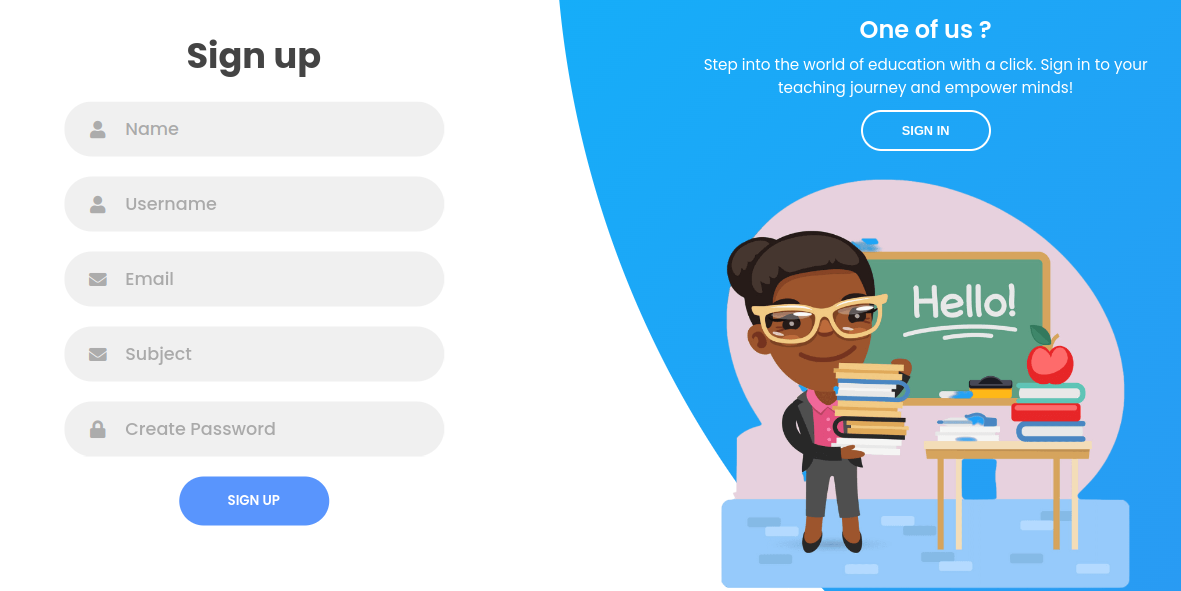 Sign up
Name
Username
Email
Subject
Create Password
SIGN UP
One of us ?
Step into the world of education with a click. Sign in to your
teaching journey and empower minds!
SIGN IN
Hello!